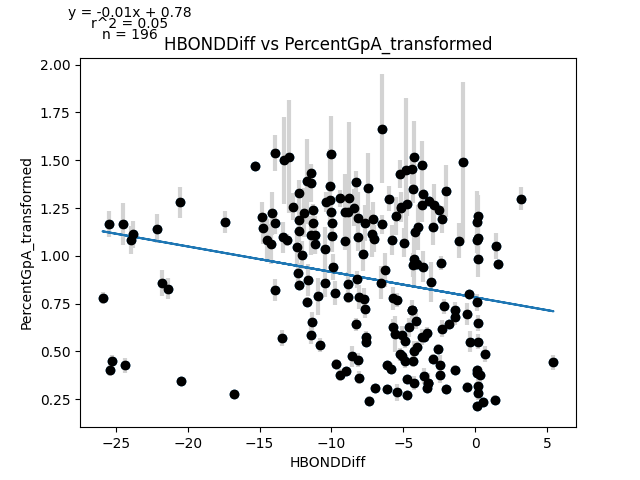 y = -0.01x + 0.78
r^2 = 0.05
n = 196
HBONDDiff vs PercentGpA_transformed
2.00
1.75
1.50
1.25
1.00
0.75
0.50
0.25
PercentGpA_transformed
−25
−20
−15
−10
−5
0
5
HBONDDiff